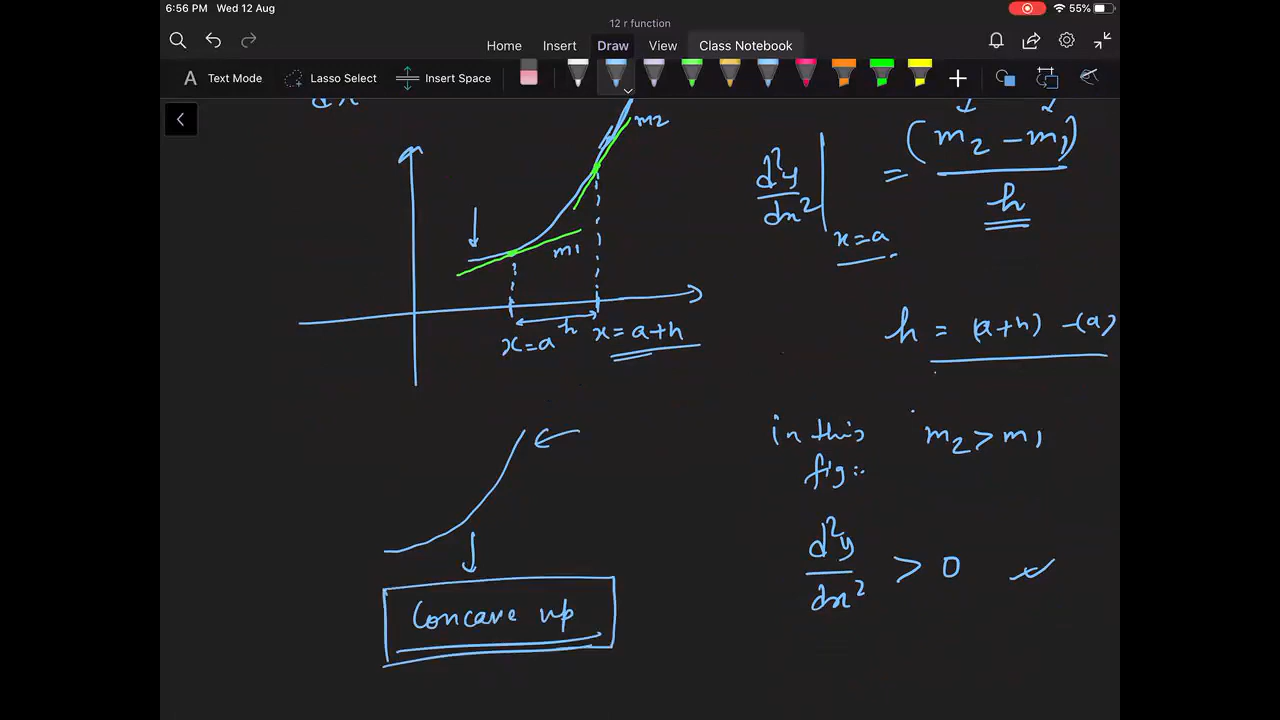 6:56 PM Wed 12 Aug
55%
12 r function
Home Insert Draw View Class Notebook
Text Mode Lasso Select Insert Space
m2
m1
h
x=a
x=a+h
d²y/dx² | x=a = (m2 - m1)/h
h = (a+h) -(a)
in this fig:
m2 > m1
d²y/dx² > 0
Concave up